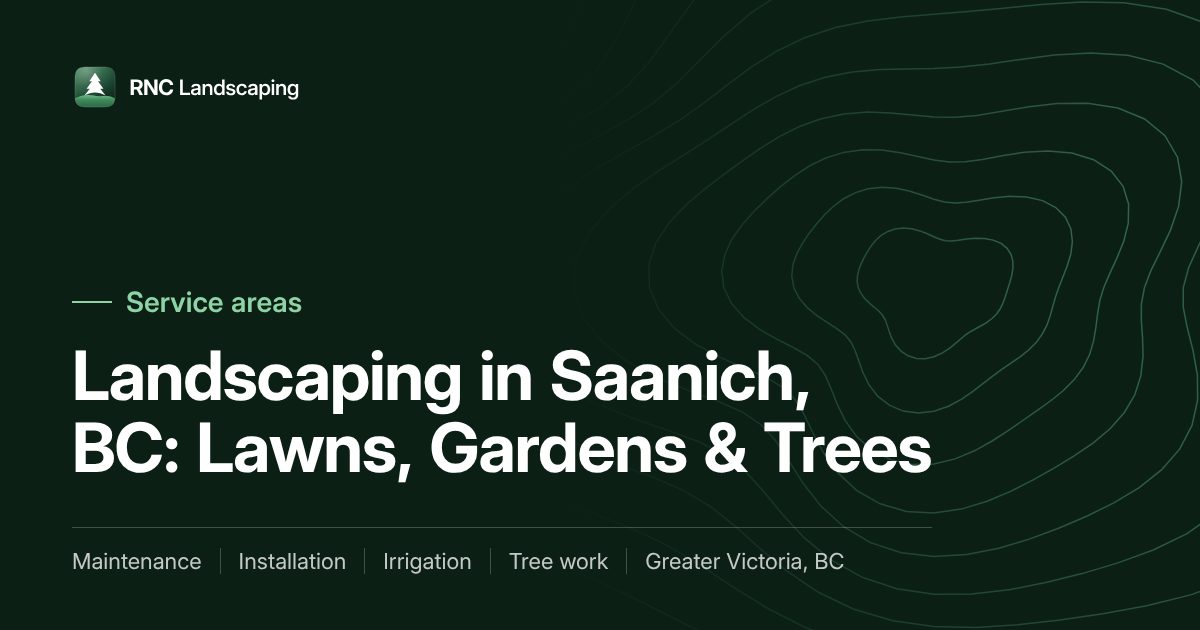 RNC Landscaping
Service areas
Landscaping in Saanich,
BC: Lawns, Gardens & Trees
Maintenance | Installation | Irrigation | Tree work | Greater Victoria, BC